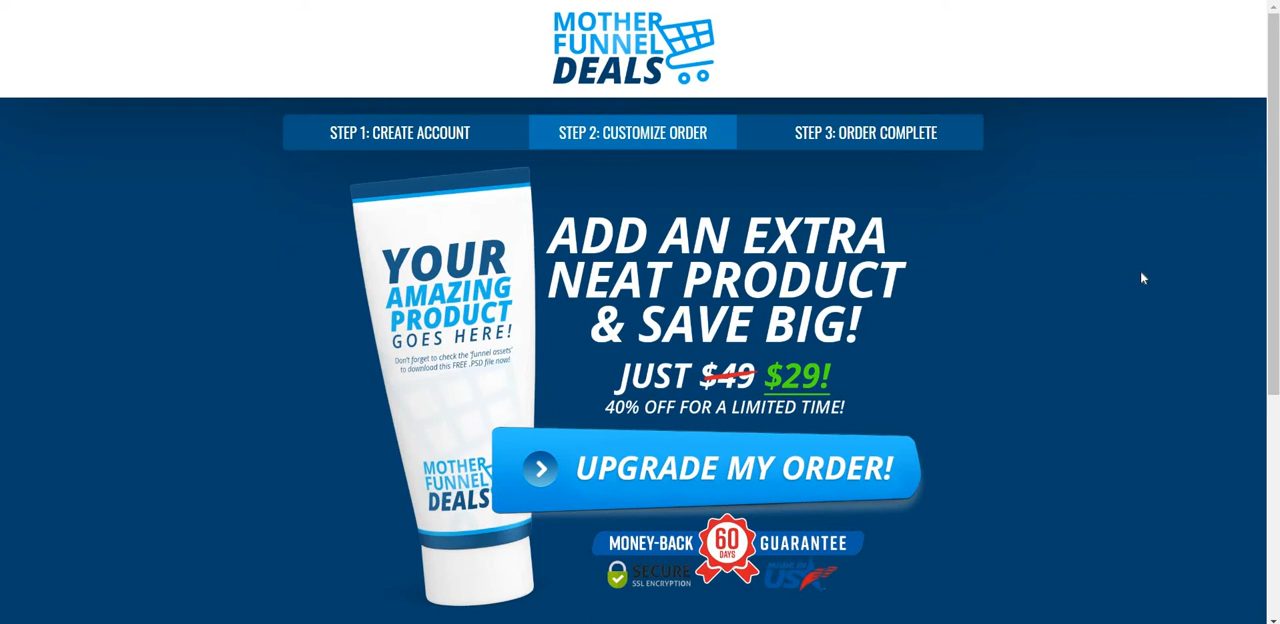 MOTHER
FUNNEL
DEALS
STEP 1: CREATE ACCOUNT
STEP 2: CUSTOMIZE ORDER
STEP 3: ORDER COMPLETE
YOUR
AMAZING
PRODUCT
GOES HERE!
Don't forget to check the 'funnel assets'
to download this FREE .PSD file now!
MOTHER
FUNNEL
DEALS
ADD AN EXTRA
NEAT PRODUCT
& SAVE BIG!
JUST $49 $29!
40% OFF FOR A LIMITED TIME!
UPGRADE MY ORDER!
MONEY-BACK 60 DAYS GUARANTEE
SECURE
SSL ENCRYPTION
MADE IN
USA